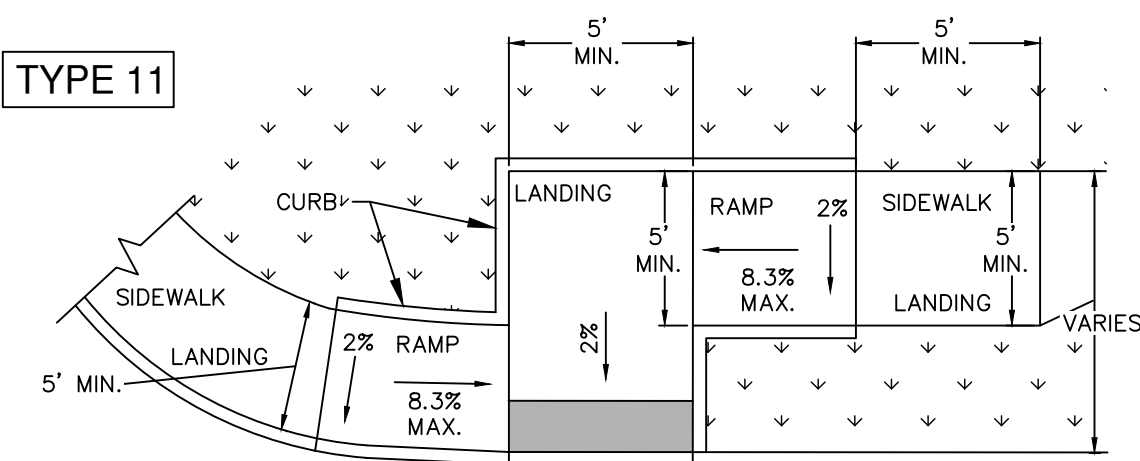 TYPE 11
5'
MIN.
5'
MIN.
CURB
LANDING
RAMP
2%
SIDEWALK
5'
MIN.
5'
MIN.
8.3%
MAX.
SIDEWALK
LANDING
VARIES
2%
RAMP
2%
LANDING
5' MIN.
8.3%
MAX.